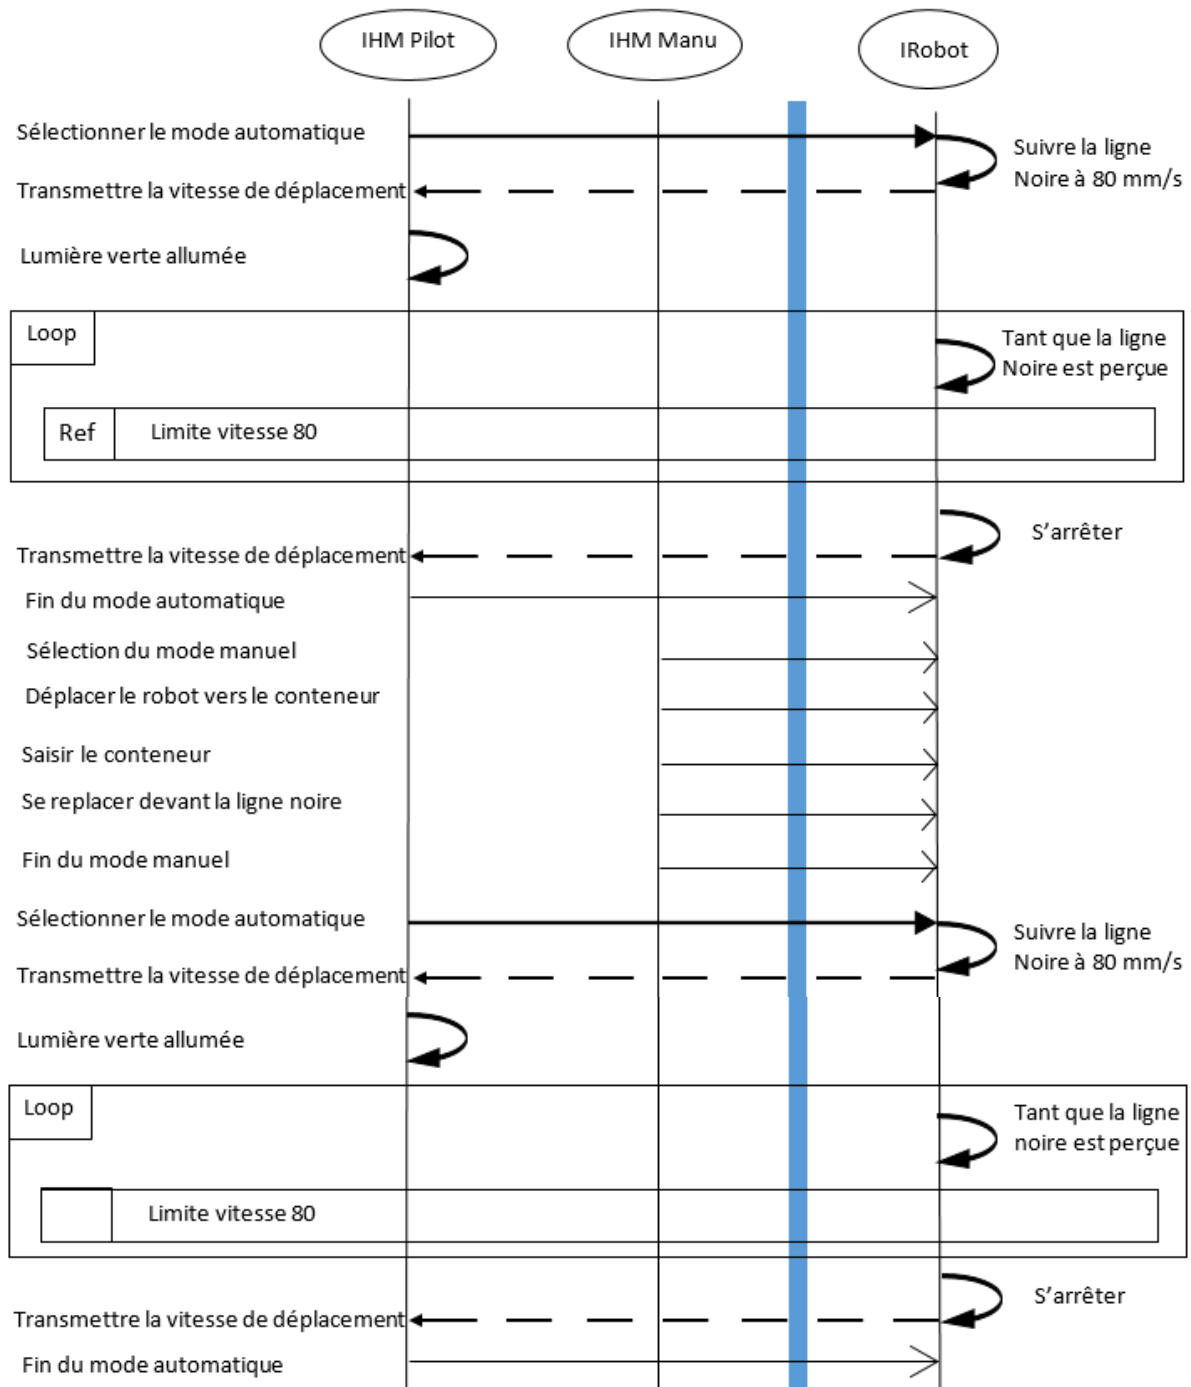 IHM Pilot
IHM Manu
IRobot
Sélectionner le mode automatique
Suivre la ligne
Noire à 80 mm/s
Transmettre la vitesse de déplacement
Lumière verte allumée
Loop
Tant que la ligne
Noire est perçue
Ref
Limite vitesse 80
S'arrêter
Transmettre la vitesse de déplacement
Fin du mode automatique
Sélection du mode manuel
Déplacer le robot vers le conteneur
Saisir le conteneur
Se replacer devant la ligne noire
Fin du mode manuel
Sélectionner le mode automatique
Suivre la ligne
Noire à 80 mm/s
Transmettre la vitesse de déplacement
Lumière verte allumée
Loop
Tant que la ligne
noire est perçue
Limite vitesse 80
S'arrêter
Transmettre la vitesse de déplacement
Fin du mode automatique